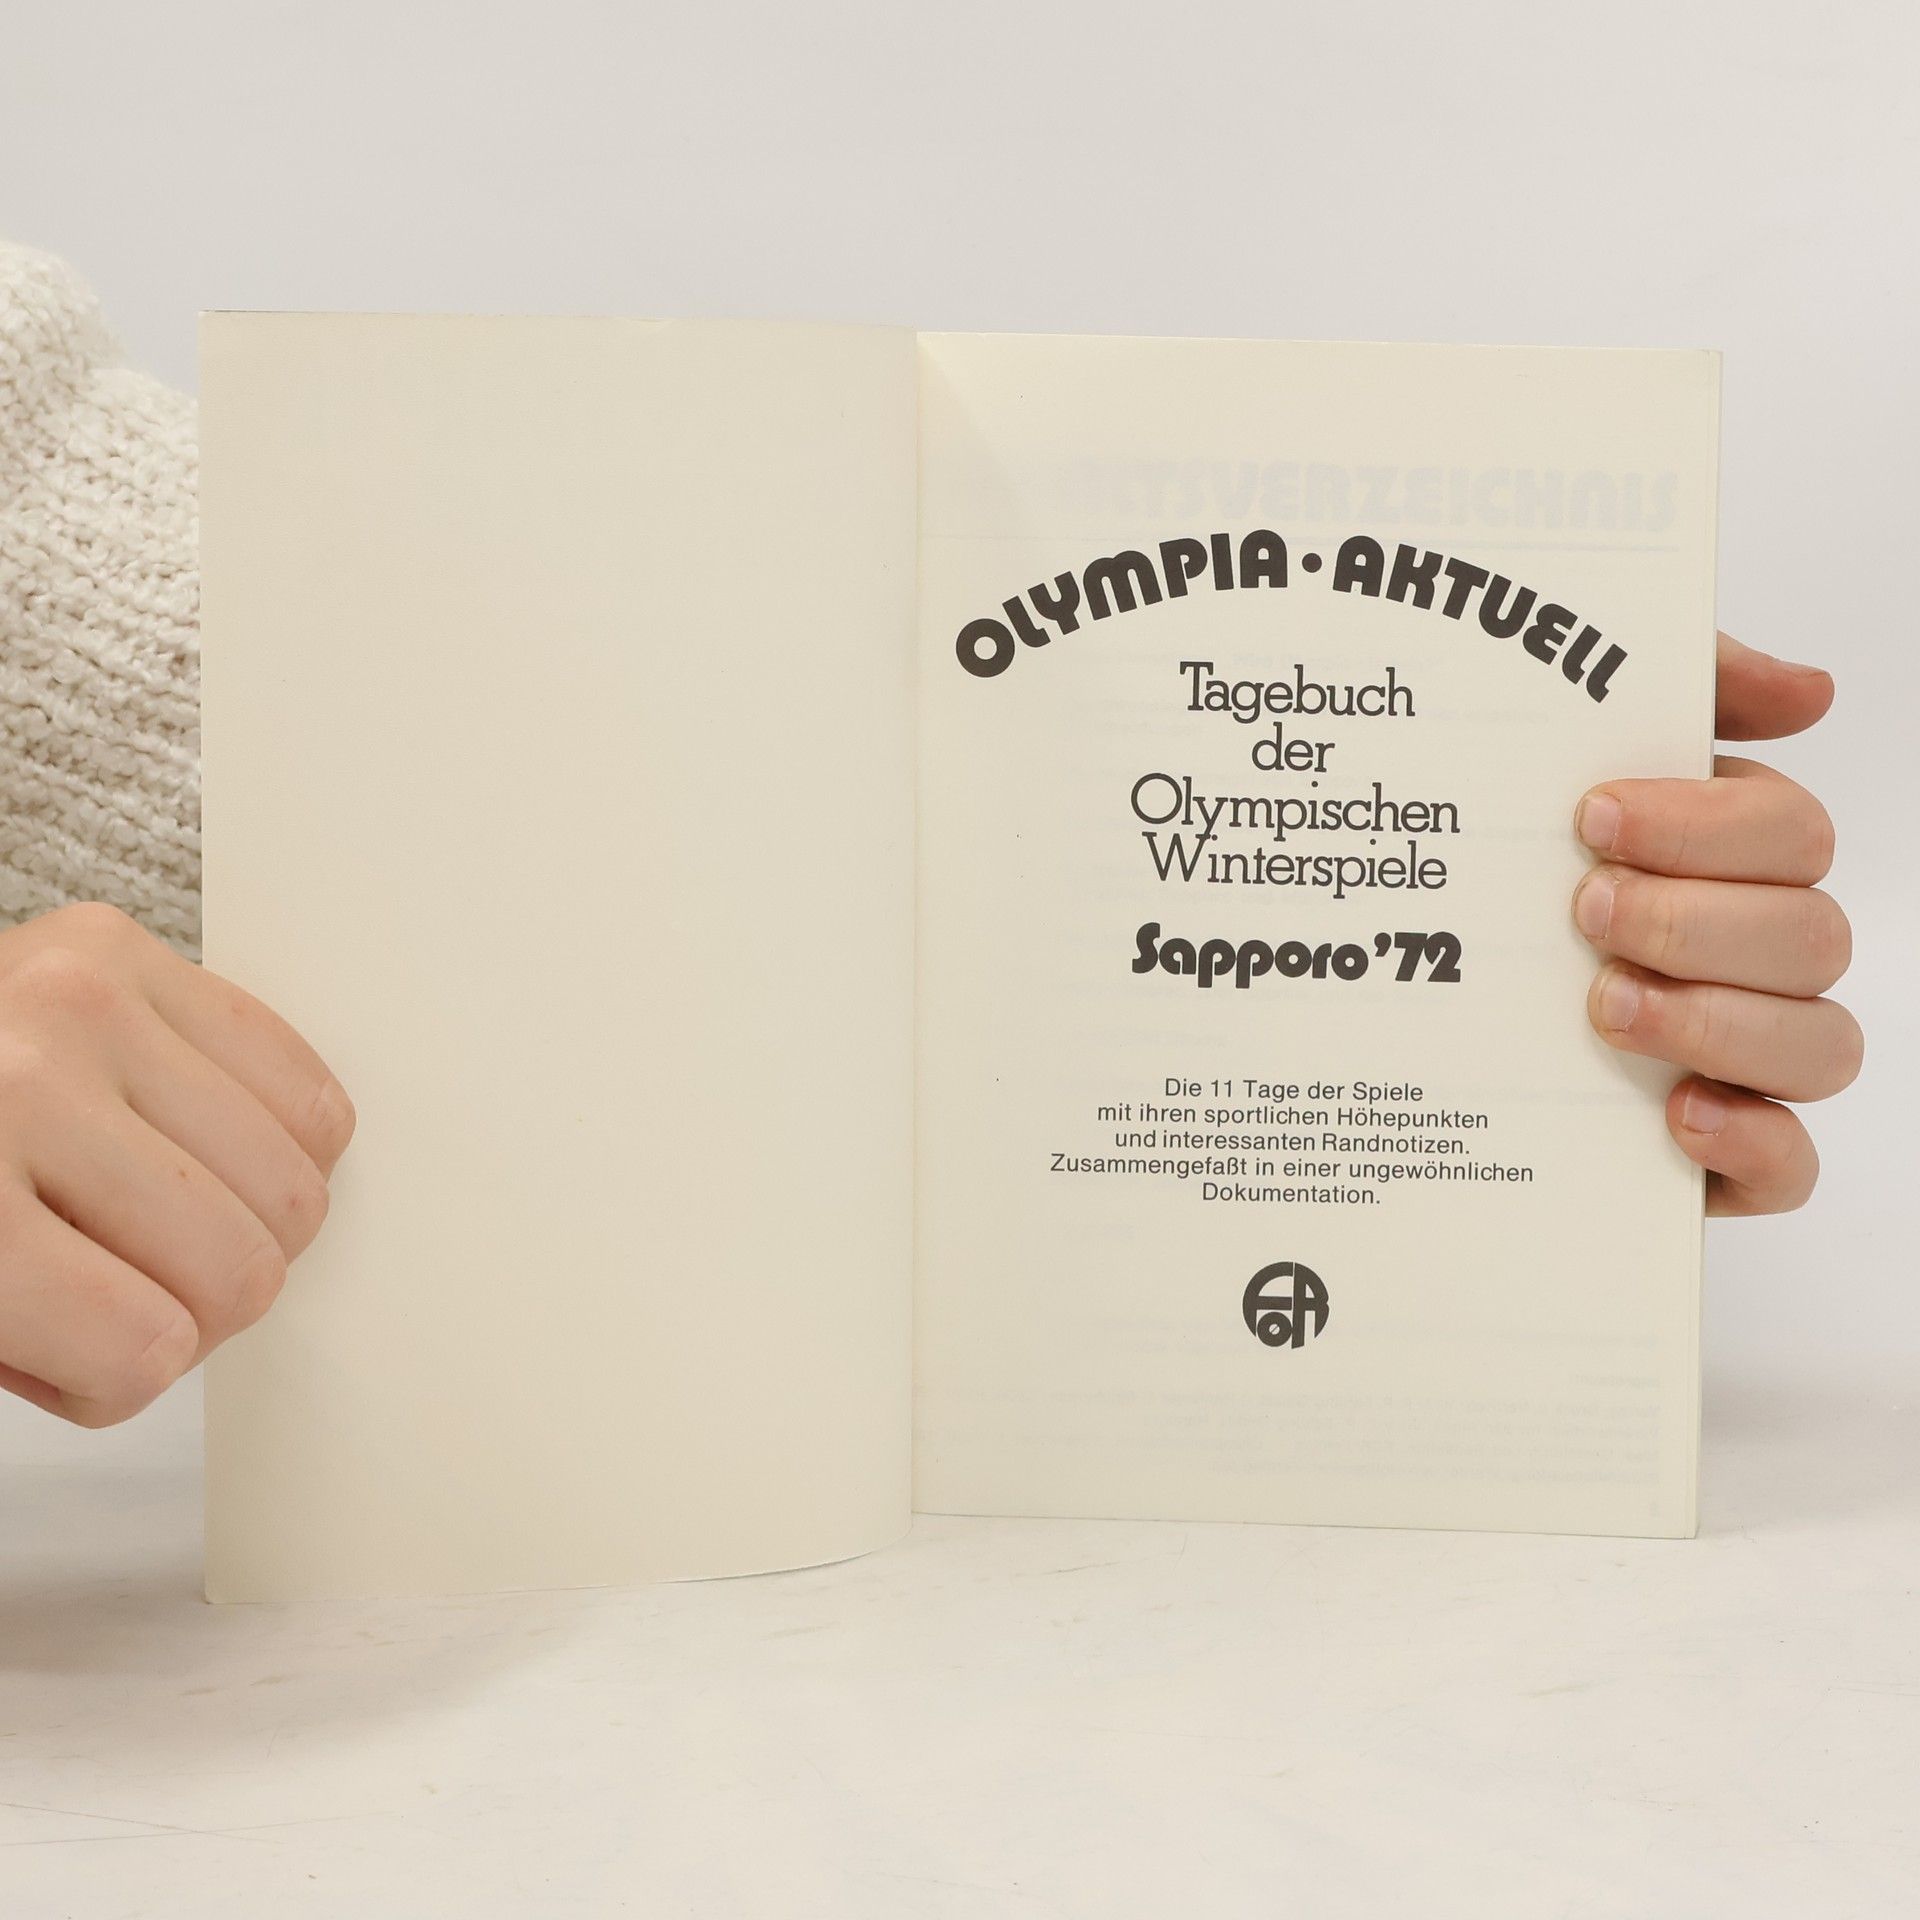 OLYMPIA • AKTUELL
Tagebuch
der
Olympischen
Winterspiele
Sapporo '72
Die 11 Tage der Spiele
mit ihren sportlichen Höhepunkten
und interessanten Randnotizen.
Zusammengefaßt in einer ungewöhnlichen
Dokumentation.